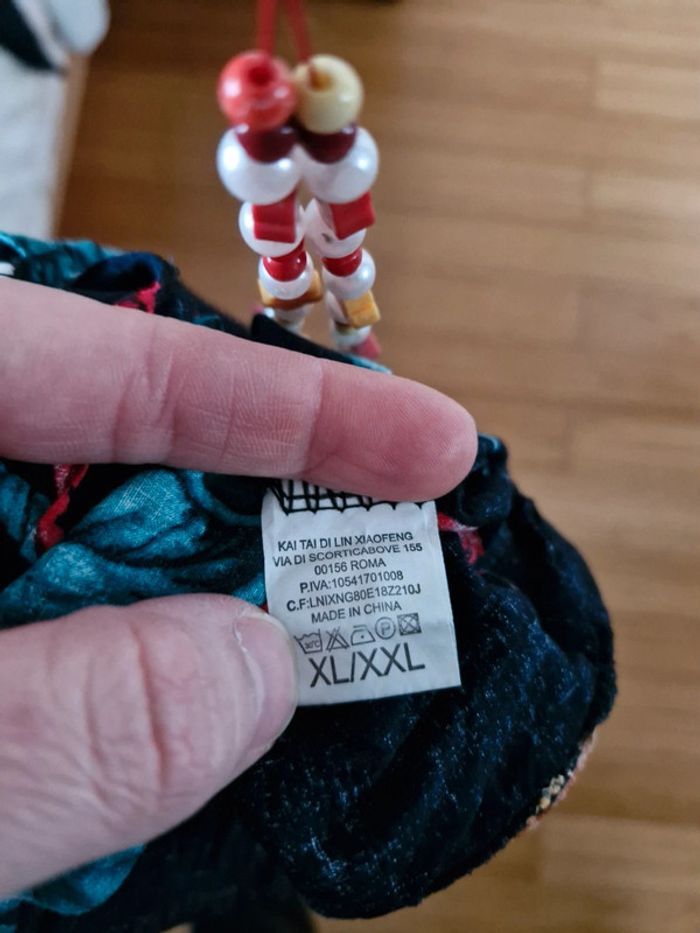 KAI TAI DI LIN XIAOFENG
VIA DI SCORTICABOVE 155
00156 ROMA
P.IVA:10541701008
C.F:LNIXNG80E18Z210J
MADE IN CHINA
30°C P
XL/XXL